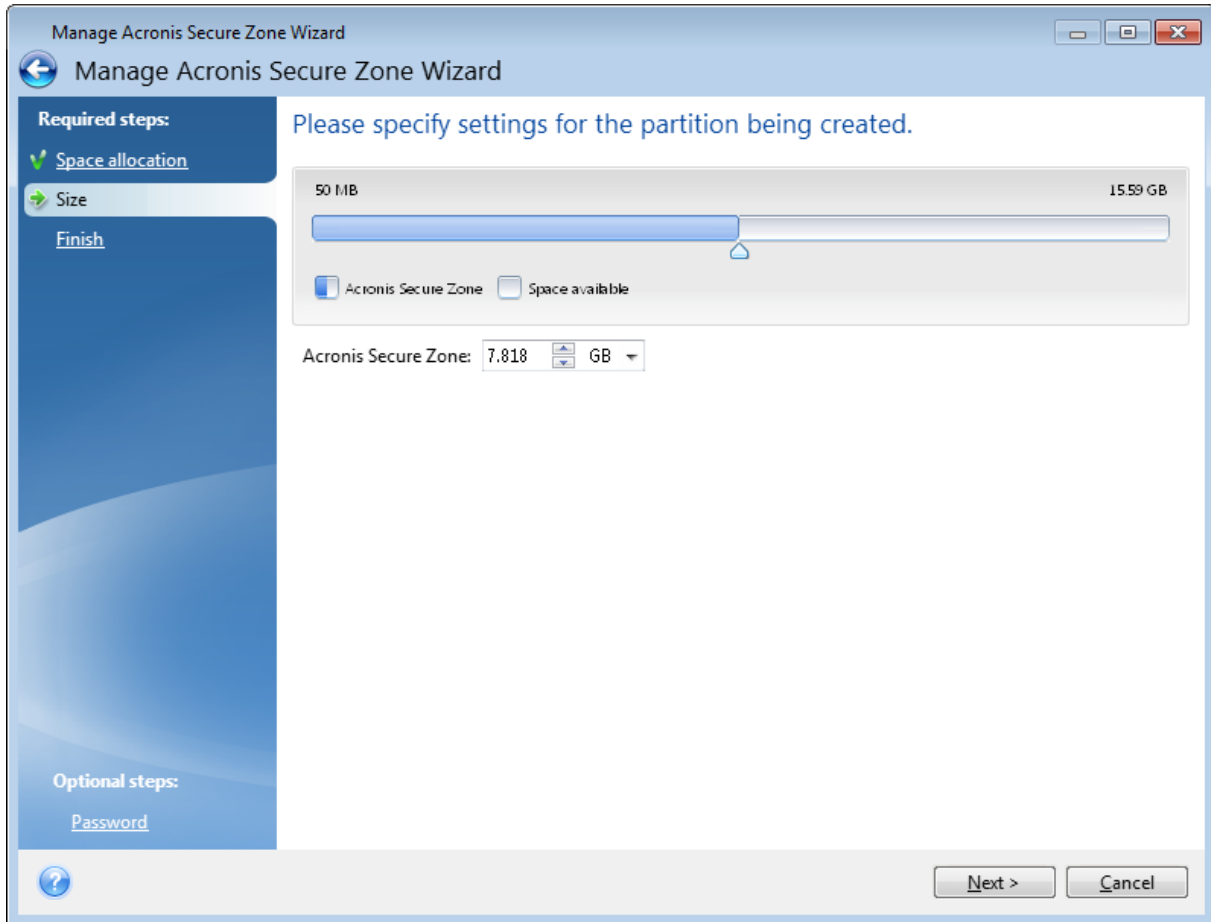 Manage Acronis Secure Zone Wizard
Manage Acronis Secure Zone Wizard
Required steps:
Space allocation
Size
Finish
Please specify settings for the partition being created.
50 MB 15.59 GB
Acronis Secure Zone Space available
Acronis Secure Zone: 7.818 GB
Optional steps:
Password
? Next > Cancel